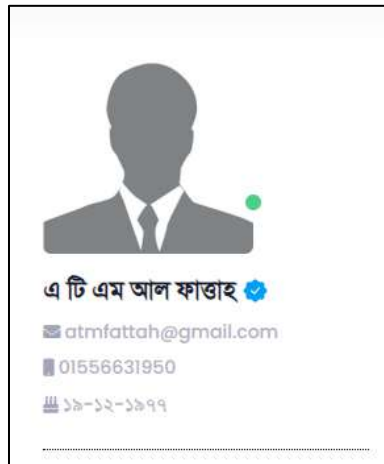 এ টি এম আল ফাত্তাহ
atmfattah@gmail.com
01556631950
১৯-১২-১৯৭৭